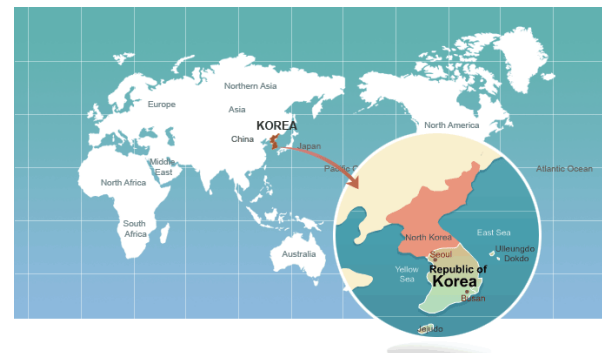 Northern Asia
Europe
Asia
KOREA
North America
China
Japan
Middle
East
Atlantic Ocean
North Africa
South
Africa
North Korea
East Sea
Ulleungdo
Dokdo
Australia
Seoul
Yellow
Sea
Republic of
Korea
Busan
Jejudo